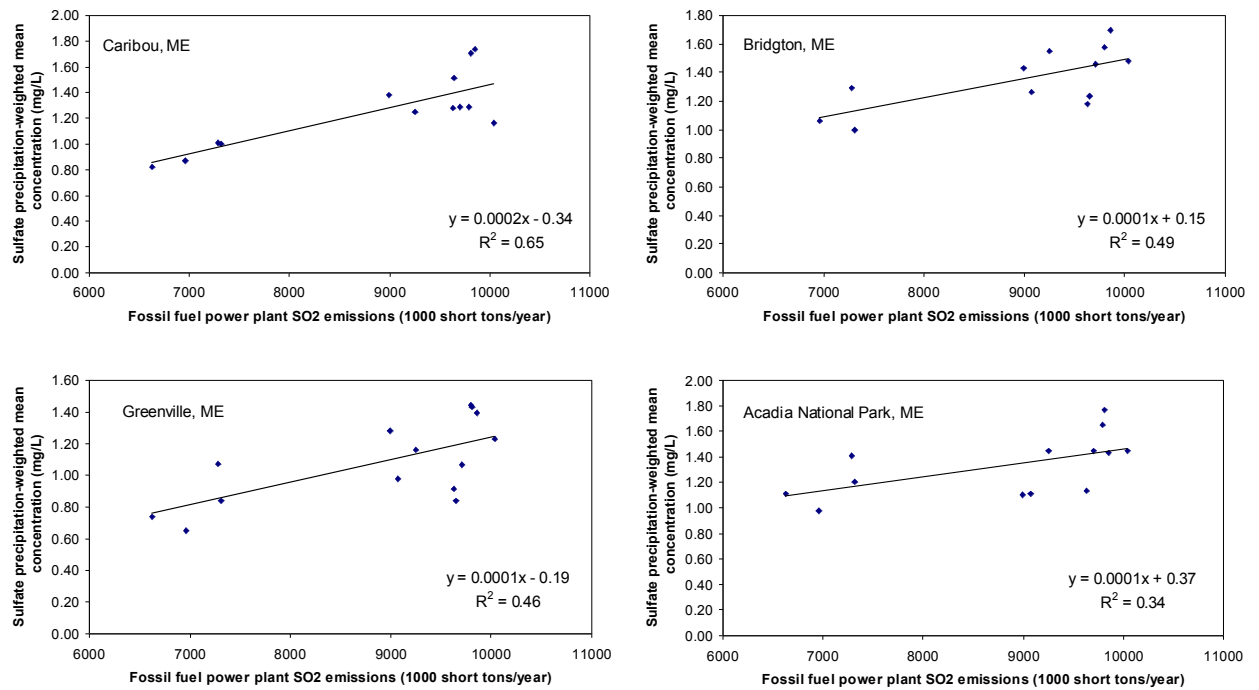 Caribou, ME
Sulfate precipitation-weighted mean
concentration (mg/L)
2.00
1.80
1.60
1.40
1.20
1.00
0.80
0.60
0.40
0.20
0.00
y = 0.0002x - 0.34
R² = 0.65
6000 7000 8000 9000 10000 11000
Fossil fuel power plant SO2 emissions (1000 short tons/year)
Bridgton, ME
Sulfate precipitation-weighted mean
concentration (mg/L)
1.80
1.60
1.40
1.20
1.00
0.80
0.60
0.40
0.20
0.00
y = 0.0001x + 0.15
R² = 0.49
6000 7000 8000 9000 10000 11000
Fossil fuel power plant SO2 emissions (1000 short tons/year)
Greenville, ME
Sulfate precipitation-weighted mean
concentration (mg/L)
1.60
1.40
1.20
1.00
0.80
0.60
0.40
0.20
0.00
y = 0.0001x - 0.19
R² = 0.46
6000 7000 8000 9000 10000 11000
Fossil fuel power plant SO2 emissions (1000 short tons/year)
Acadia National Park, ME
Sulfate precipitation-weighted mean
concentration (mg/L)
2.00
1.80
1.60
1.40
1.20
1.00
0.80
0.60
0.40
0.20
0.00
y = 0.0001x + 0.37
R² = 0.34
6000 7000 8000 9000 10000 11000
Fossil fuel power plant SO2 emissions (1000 short tons/year)